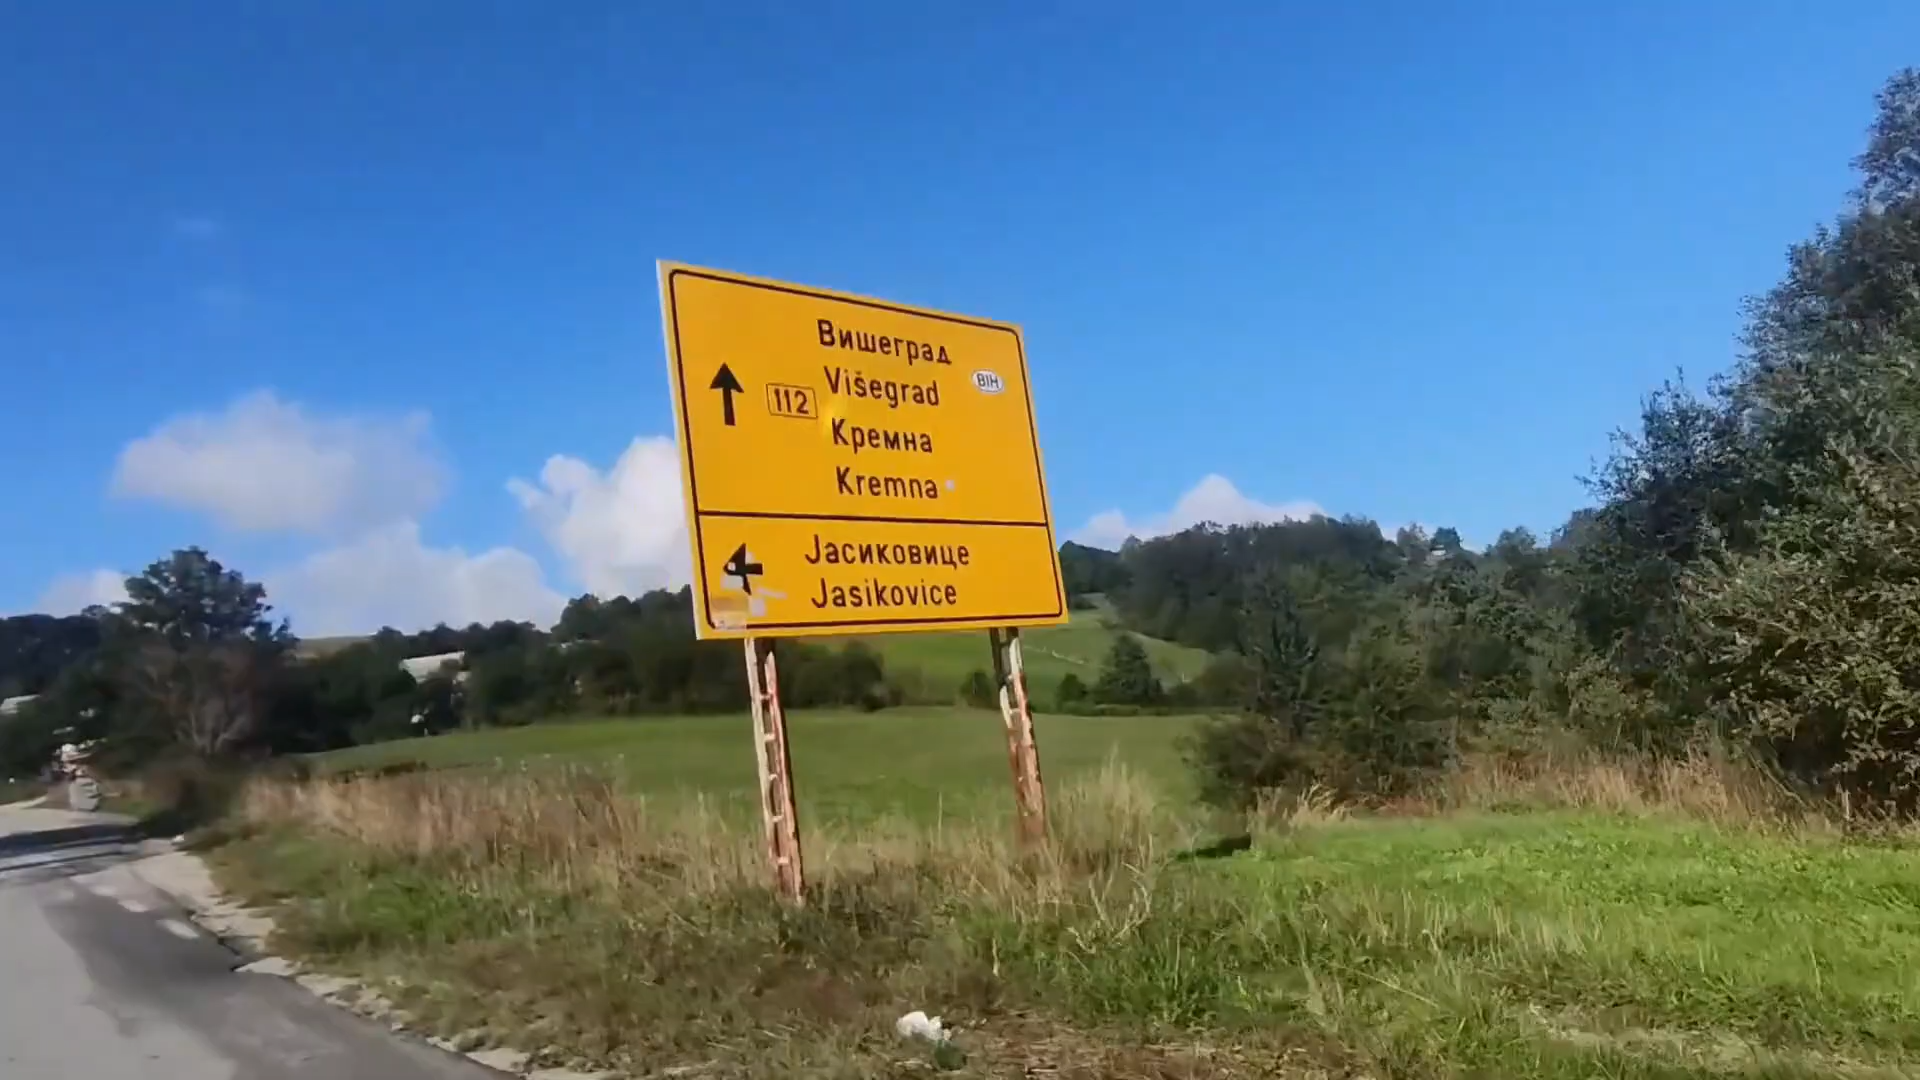 Вишеград
Višegrad
BIH
112
Кремна
Kremna
Јасиковице
Jasikovice